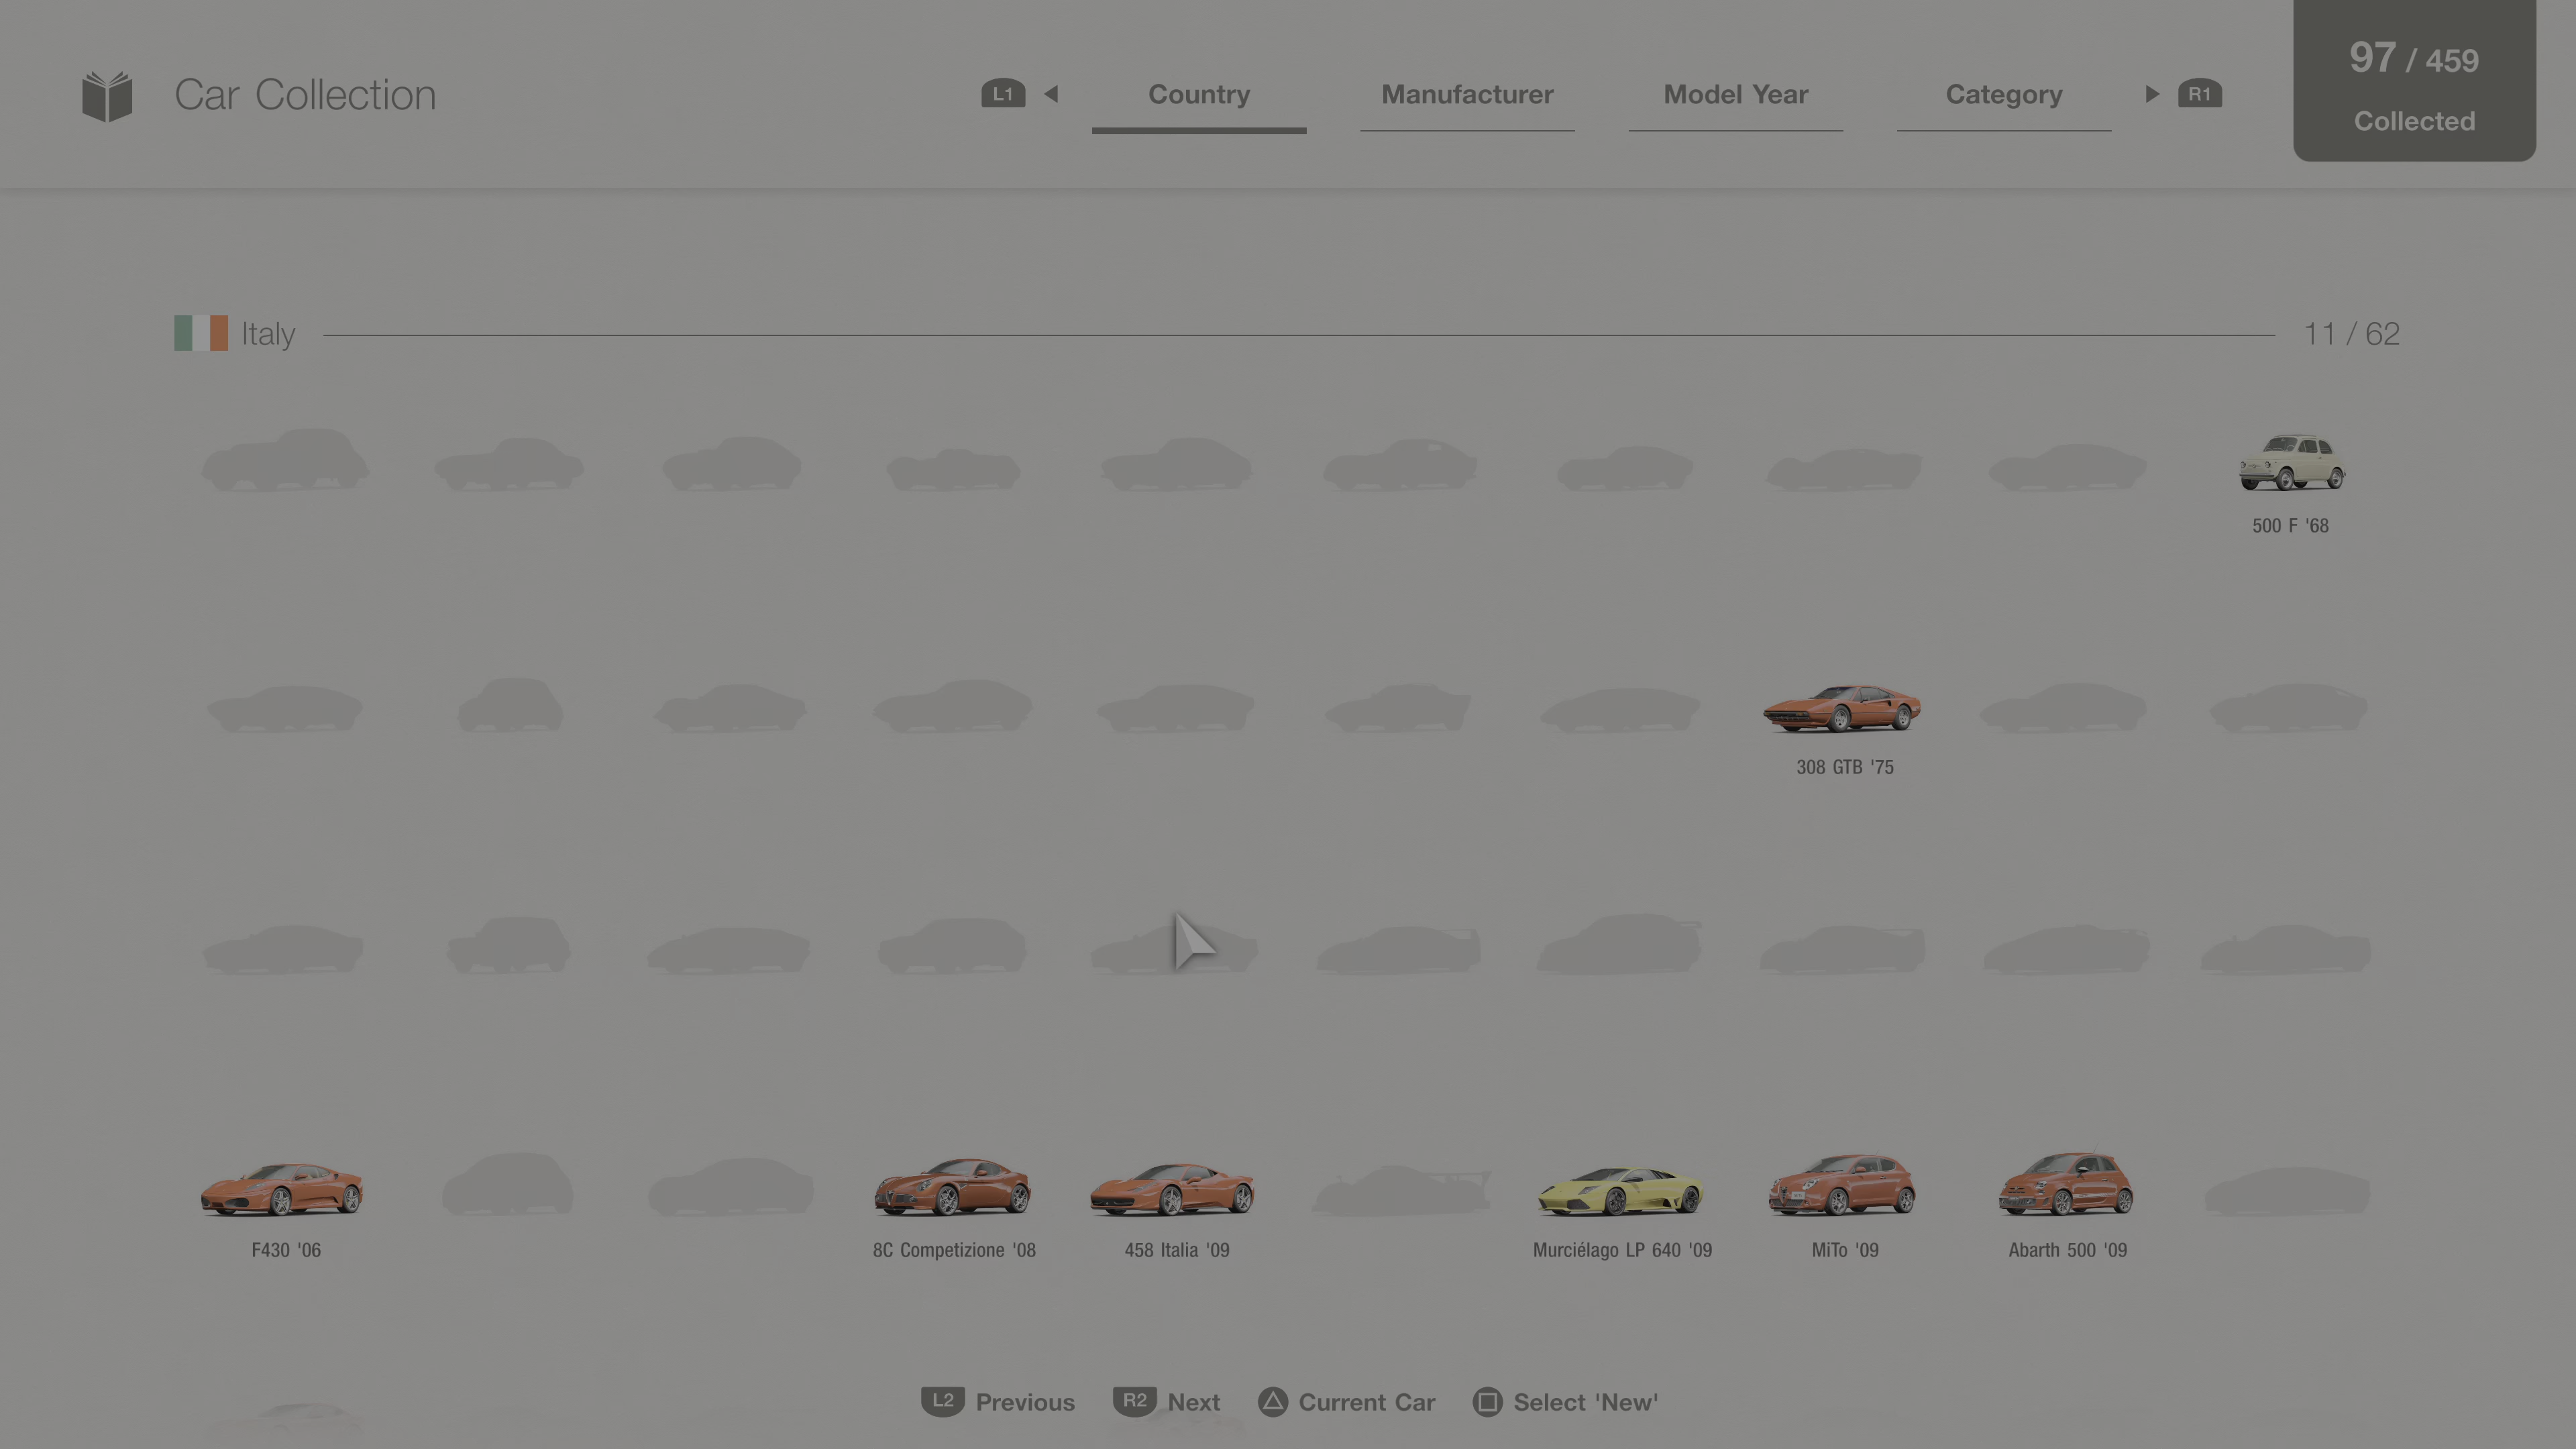 Car Collection
L1 Country Manufacturer Model Year Category R1
97 / 459
Collected
Italy 11 / 62
500 F '68
308 GTB '75
F430 '06 8C Competizione '08 458 Italia '09 Murciélago LP 640 '09 MiTo '09 Abarth 500 '09
L2 Previous R2 Next Current Car Select 'New'